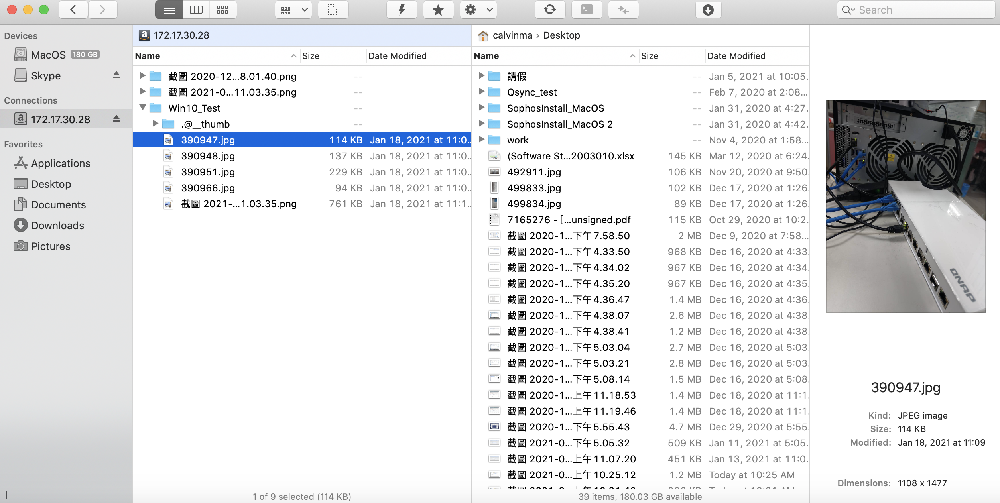 Search
Devices
MacOS 180 GB
Skype
Connections
172.17.30.28
Favorites
Applications
Desktop
Documents
Downloads
Pictures
172.17.30.28
Name Size Date Modified
截圖 2020-12...8.01.40.png --
截圖 2021-0...11.03.35.png --
Win10_Test --
.@__thumb --
390947.jpg 114 KB Jan 18, 2021 at 11:0..
390948.jpg 137 KB Jan 18, 2021 at 11:0..
390951.jpg 229 KB Jan 18, 2021 at 11:0..
390966.jpg 94 KB Jan 18, 2021 at 11:0..
截圖 2021-...1.03.35.png 761 KB Jan 18, 2021 at 11:1..
1 of 9 selected (114 KB)
calvinma › Desktop
Name Size Date Modified
請假 -- Jan 5, 2021 at 10:05.
Qsync_test -- Feb 7, 2020 at 2:08...
SophosInstall_MacOS -- Jan 31, 2020 at 4:27.
SophosInstall_MacOS 2 -- Jan 31, 2020 at 4:42.
work -- Nov 4, 2020 at 1:58...
(Software St...2003010.xlsx 145 KB Mar 12, 2020 at 6:24.
492911.jpg 106 KB Nov 20, 2020 at 9:50.
499833.jpg 102 KB Dec 17, 2020 at 1:26.
499834.jpg 89 KB Dec 17, 2020 at 1:26.
7165276 - [...unsigned.pdf 115 KB Oct 29, 2020 at 10:2.
截圖 2020-1...下午7.58.50 2 MB Dec 9, 2020 at 7:58...
截圖 2020-1...下午4.33.50 968 KB Dec 16, 2020 at 4:33.
截圖 2020-1...下午4.34.02 967 KB Dec 16, 2020 at 4:34.
截圖 2020-1...下午4.35.20 967 KB Dec 16, 2020 at 4:35.
截圖 2020-1...下午4.36.47 1.4 MB Dec 16, 2020 at 4:36.
截圖 2020-1...下午4.38.07 2.6 MB Dec 16, 2020 at 4:38.
截圖 2020-1...下午4.38.41 1.2 MB Dec 16, 2020 at 4:38.
截圖 2020-1...下午5.03.04 2.7 MB Dec 16, 2020 at 5:03.
截圖 2020-1...下午5.03.21 2.8 MB Dec 16, 2020 at 5:03.
截圖 2020-1...下午5.08.14 1.5 MB Dec 16, 2020 at 5:08.
截圖 2020-1...上午11.18.53 1.4 MB Dec 18, 2020 at 11:1.
截圖 2020-1...上午11.19.46 1.4 MB Dec 18, 2020 at 11:1.
截圖 2020-1...下午5.55.43 4.7 MB Dec 29, 2020 at 5:55.
截圖 2021-0...下午5.05.32 509 KB Jan 11, 2021 at 5:05.
截圖 2021-0...上午11.07.20 451 KB Jan 13, 2021 at 11:0.
截圖 2021-0...上午10.25.12 1.2 MB Today at 10:25 AM
39 items, 180.03 GB available
QNAP
390947.jpg
Kind: JPEG image
Size: 114 KB
Modified: Jan 18, 2021 at 11:09
Dimensions: 1108 x 1477